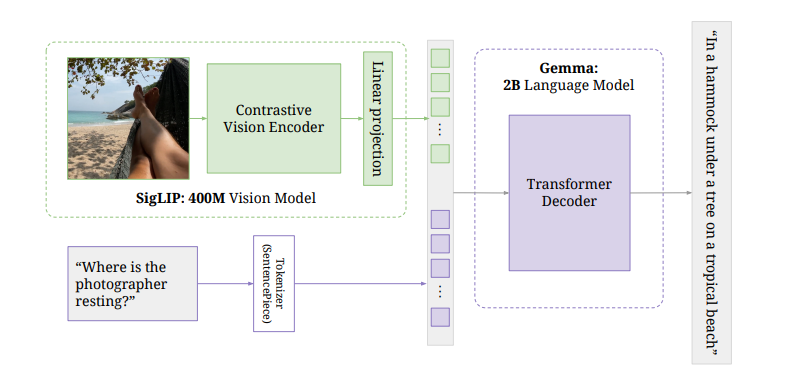 Contrastive
Vision Encoder
Linear projection
SigLIP: 400M Vision Model
“Where is the
photographer
resting?”
Tokenizer
(SentencePiece)
...
...
Gemma:
2B Language Model
Transformer
Decoder
“In a hammock under a tree on a tropical beach”